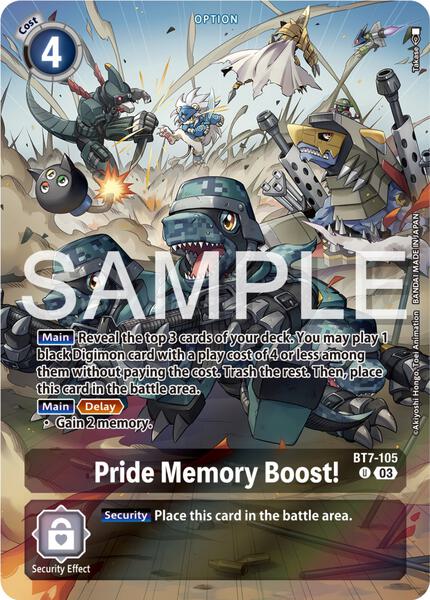 OPTION
Cost
4
Takase
SAMPLE
[Main] Reveal the top 3 cards of your deck. You may play 1
black Digimon card with a play cost of 4 or less among
them without paying the cost. Trash the rest. Then, place
this card in the battle area.
[Main] [Delay]
• Gain 2 memory.
©Akiyoshi Hongo, Toei Animation BANDAI MADE IN JAPAN
BT7-105
Pride Memory Boost!
U 03
[Security] Place this card in the battle area.
Security Effect